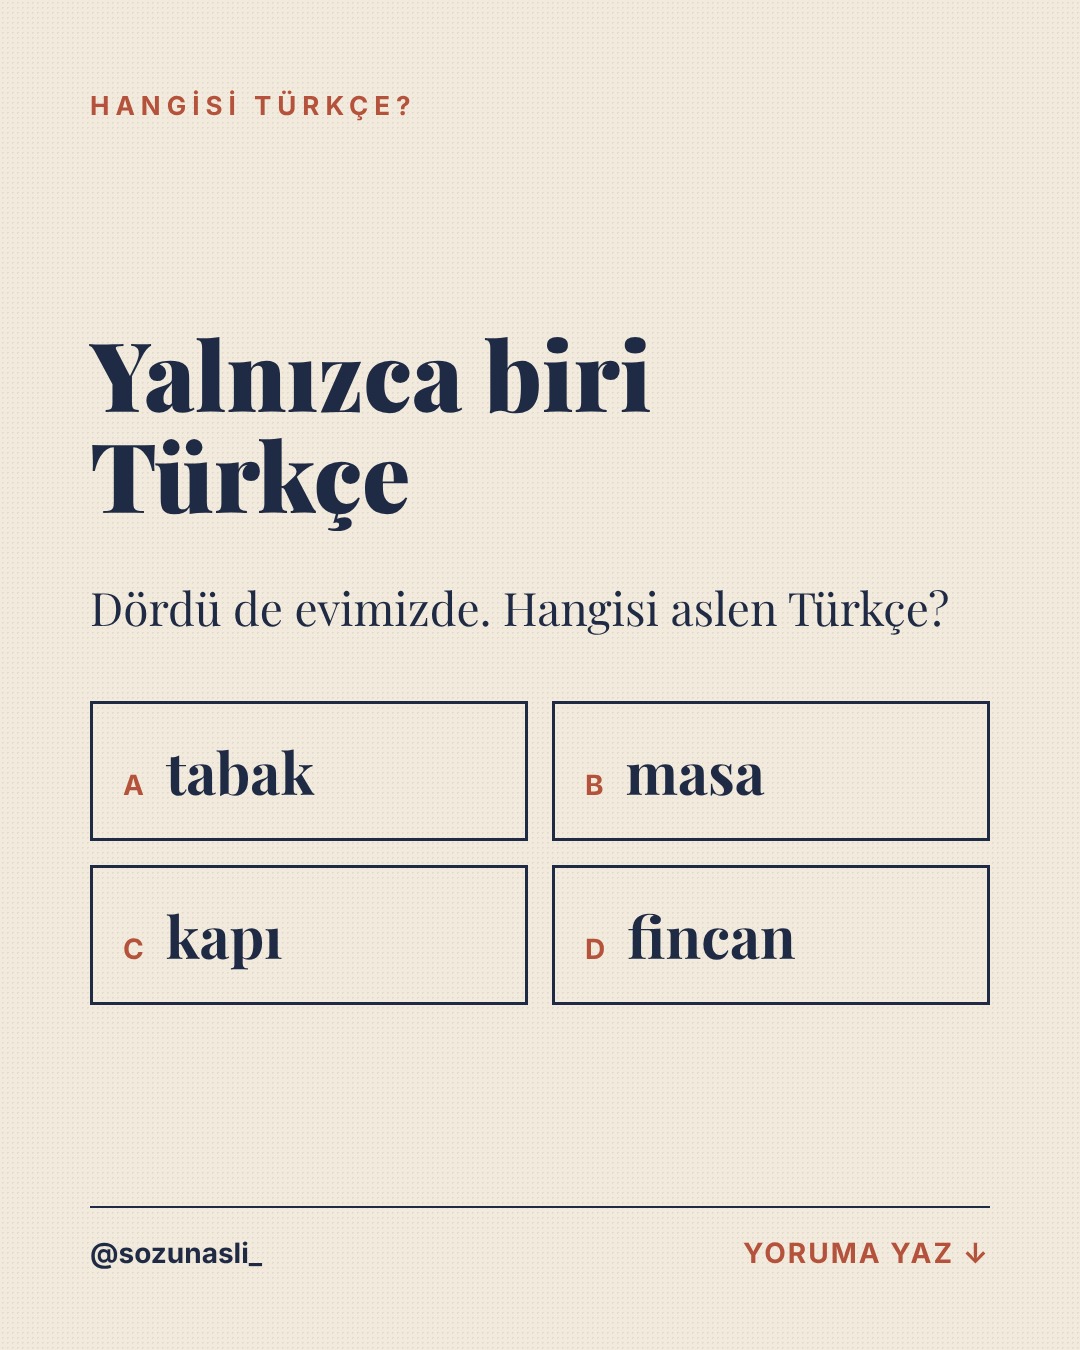 HANGİSİ TÜRKÇE?
Yalnızca biri
Türkçe
Dördü de evimizde. Hangisi aslen Türkçe?
A tabak
B masa
C kapı
D fincan
@sozunasli_
YORUMA YAZ ↓